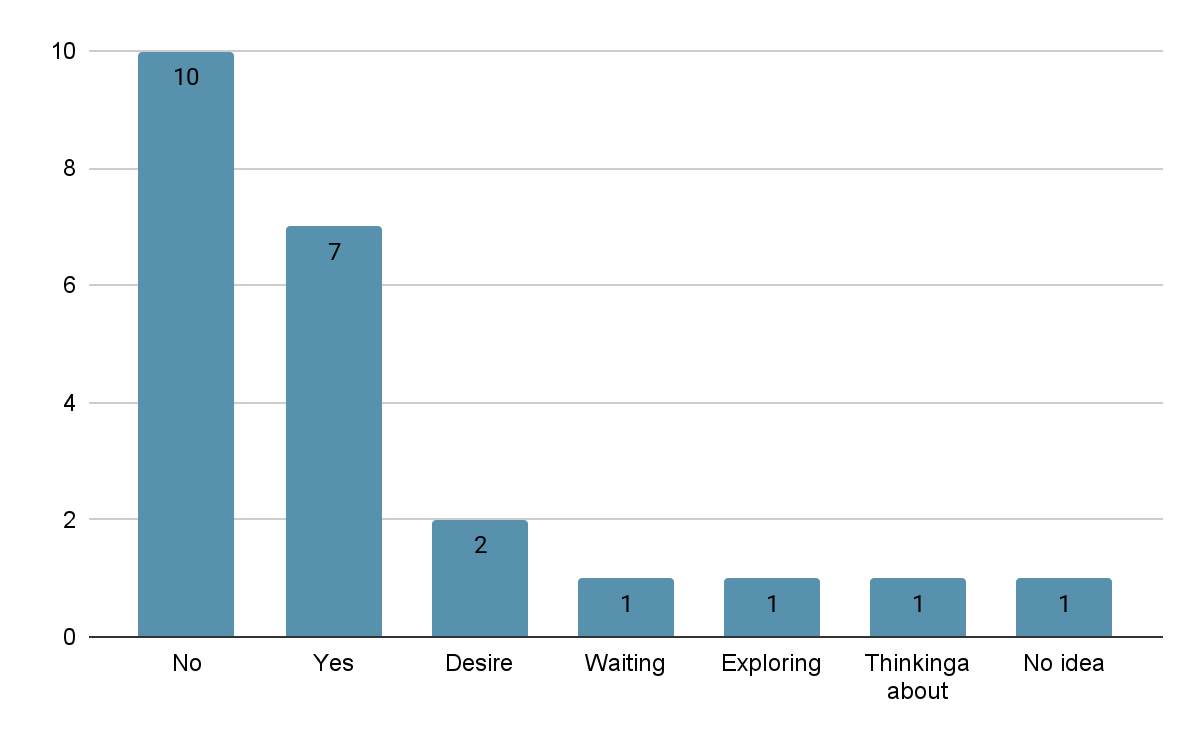 10
8
6
4
2
0
10
7
2
1
1
1
1
No
Yes
Desire
Waiting
Exploring
Thinkinga
about
No idea